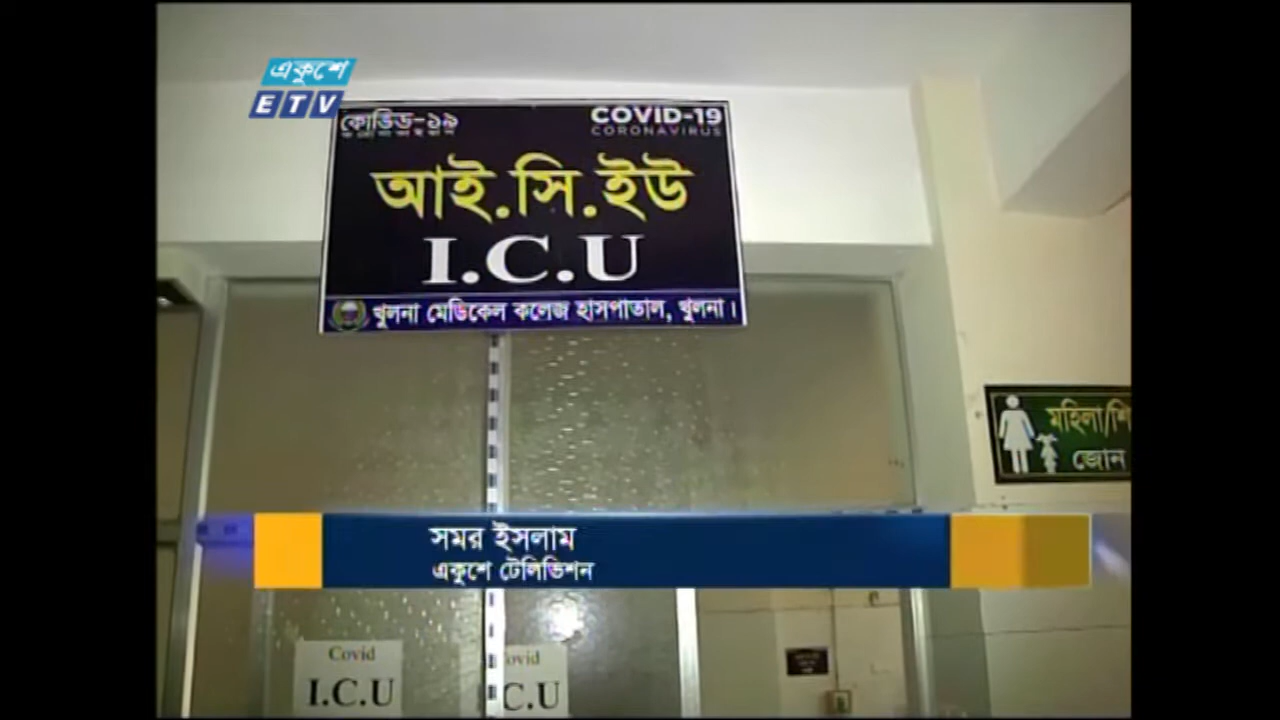 একুশে
ETV
কোভিড-১৯
COVID-19
CORONAVIRUS
আই.সি.ইউ
I.C.U
খুলনা মেডিকেল কলেজ হাসপাতাল, খুলনা।
মহিলা/শি
জোন
সমর ইসলাম
একুশে টেলিভিশন
Covid
I.C.U
ovid
C.U